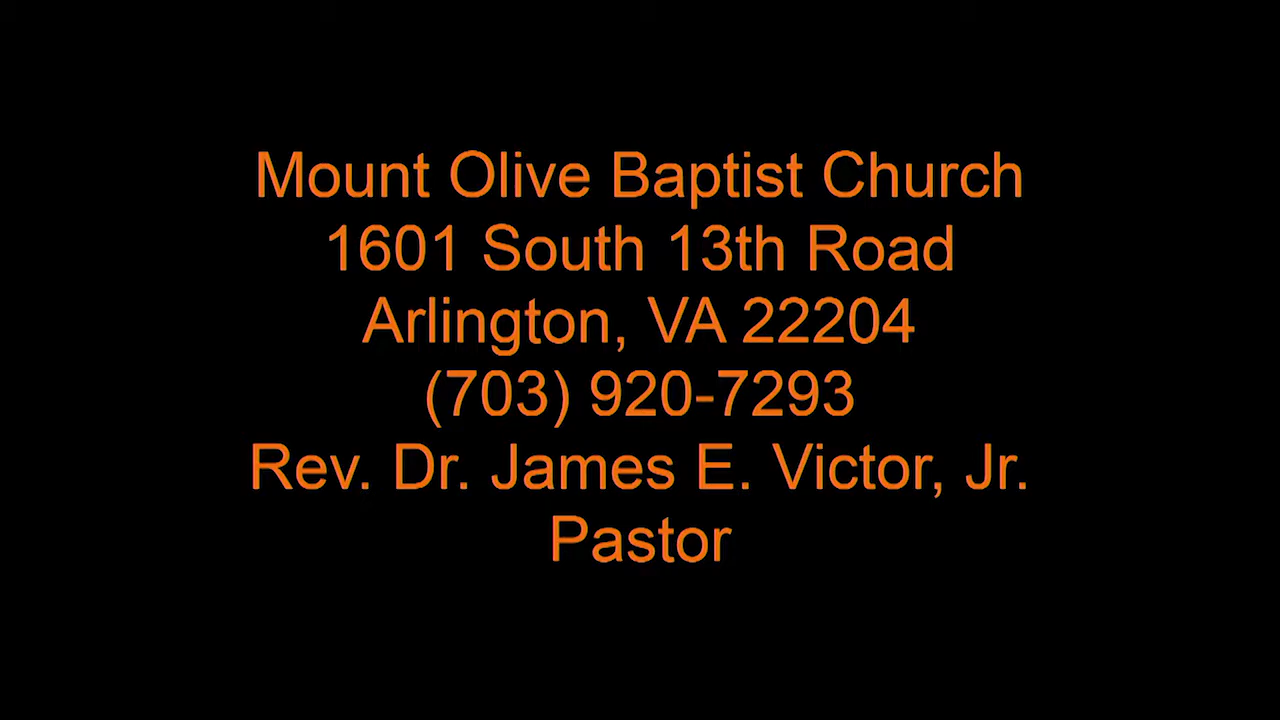 Mount Olive Baptist Church
1601 South 13th Road
Arlington, VA 22204
(703) 920-7293
Rev. Dr. James E. Victor, Jr.
Pastor